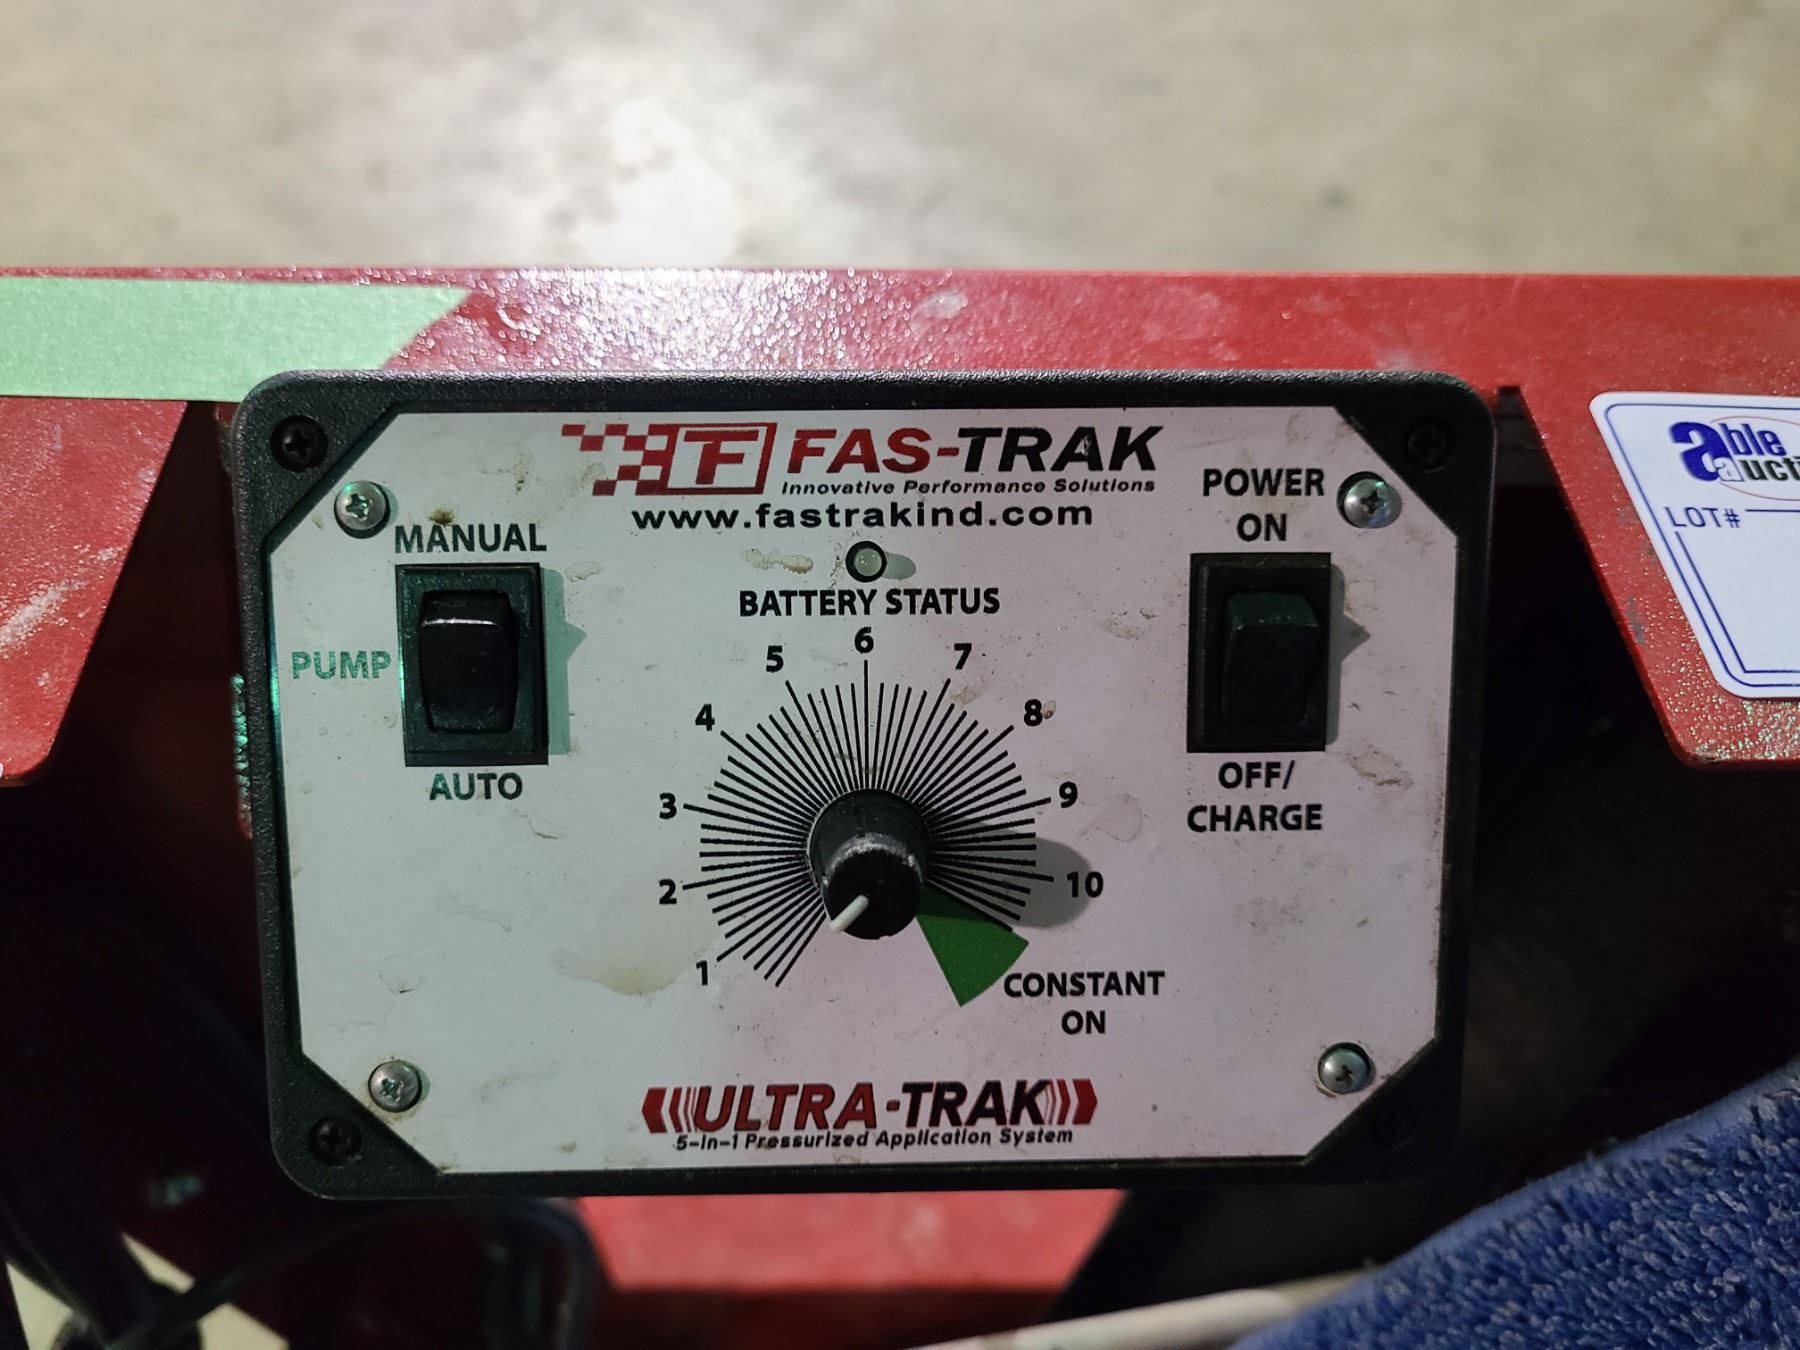 F FAS-TRAK
Innovative Performance Solutions
www.fastrakind.com
POWER
ON
MANUAL
PUMP
AUTO
BATTERY STATUS
1
2
3
4
5
6
7
8
9
10
CONSTANT
ON
OFF/
CHARGE
ULTRA-TRAK
5-in-1 Pressurized Application System
able
aucti
LOT#